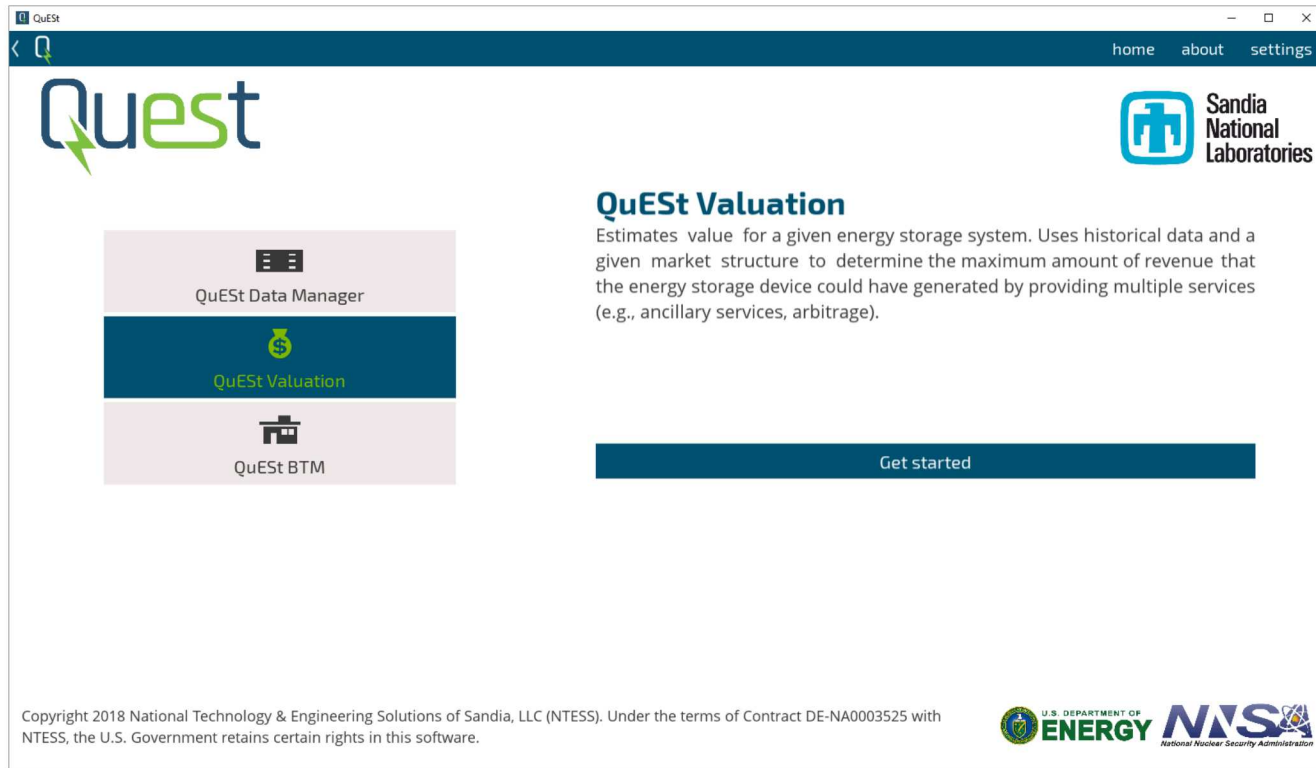 QuESt
home about settings
Quest
Sandia
National
Laboratories
QuESt Data Manager
QuESt Valuation
QuESt BTM
QuESt Valuation
Estimates value for a given energy storage system. Uses historical data and a
given market structure to determine the maximum amount of revenue that
the energy storage device could have generated by providing multiple services
(e.g., ancillary services, arbitrage).
Get started
Copyright 2018 National Technology & Engineering Solutions of Sandia, LLC (NTESS). Under the terms of Contract DE-NA0003525 with
NTESS, the U.S. Government retains certain rights in this software.
U.S. DEPARTMENT OF
ENERGY
NNSA
National Nuclear Security Administration